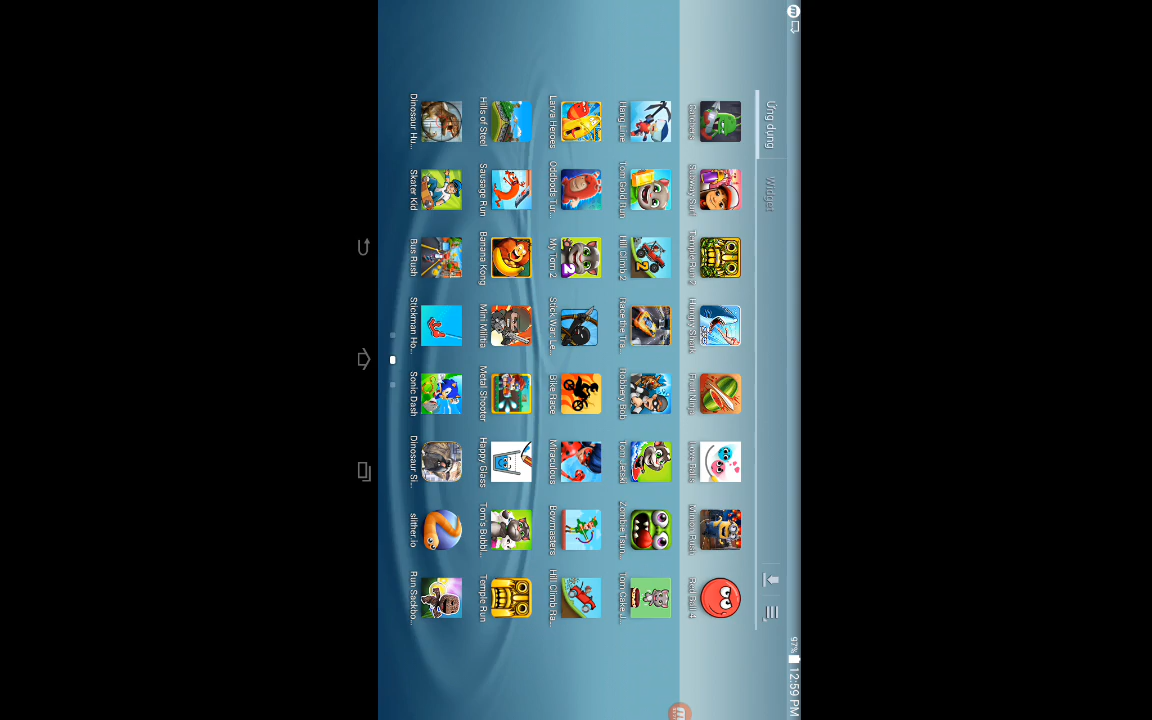 97% 12:59 PM
Ứng dụng Widget
Catchers Subway Surf Temple Run 2 Hungry Shark Fruit Ninja Love Balls Minion Rush Red Ball 4
Hang Line Tom Gold Run Hill Climb 2 Race the Tra... Robbery Bob Tom Jetski Zombie Tsun... Tom Cake J...
Larva Heroes Oddbods Tur... My Tom 2 Stick War: Le... Bike Race Miraculous Bowmasters Hill Climb Ra...
Hills of Steel Sausage Run Banana Kong Mini Militia Metal Shooter Happy Glass Tom's Bubbl... Temple Run
Dinosaur Hu... Skater Kid Bus Rush Stickman Ho... Sonic Dash Dinosaur Si... slither.io Run Sackbo...